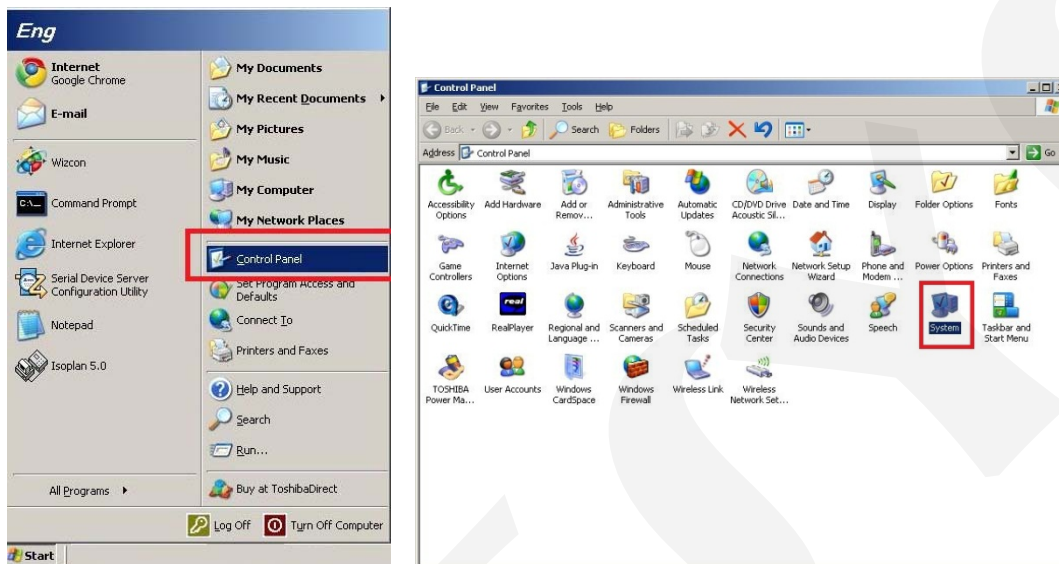 Eng
Internet
Google Chrome
E-mail
Wizcon
Command Prompt
Internet Explorer
Serial Device Server
Configuration Utility
Notepad
Isoplan 5.0
All Programs
My Documents
My Recent Documents
My Pictures
My Music
My Computer
My Network Places
Control Panel
Set Program Access and
Defaults
Connect To
Printers and Faxes
Help and Support
Search
Run...
Buy at ToshibaDirect
Log Off Turn Off Computer
Start
Control Panel
File Edit View Favorites Tools Help
Back Search Folders
Address Control Panel Go
Accessibility Options
Add Hardware
Add or Remov...
Administrative Tools
Automatic Updates
CD/DVD Drive Acoustic Sil...
Date and Time
Display
Folder Options
Fonts
Game Controllers
Internet Options
Java Plug-in
Keyboard
Mouse
Network Connections
Network Setup Wizard
Phone and Modem ...
Power Options
Printers and Faxes
QuickTime
RealPlayer
Regional and Language ...
Scanners and Cameras
Scheduled Tasks
Security Center
Sounds and Audio Devices
Speech
System
Taskbar and Start Menu
TOSHIBA Power Ma...
User Accounts
Windows CardSpace
Windows Firewall
Wireless Link
Wireless Network Set...